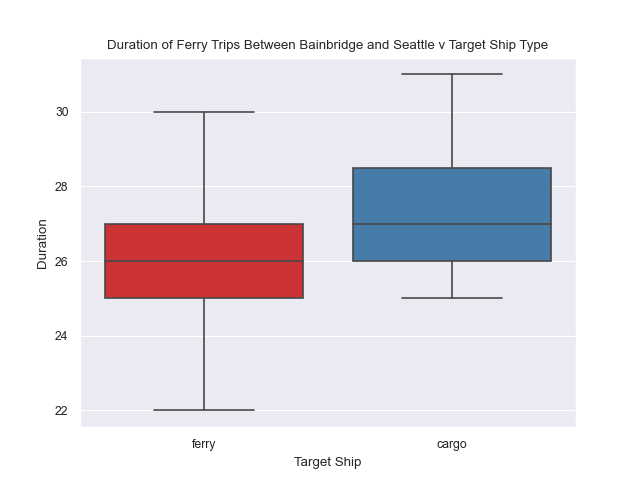 Duration of Ferry Trips Between Bainbridge and Seattle v Target Ship Type
30
28
26
24
22
Duration
ferry cargo
Target Ship